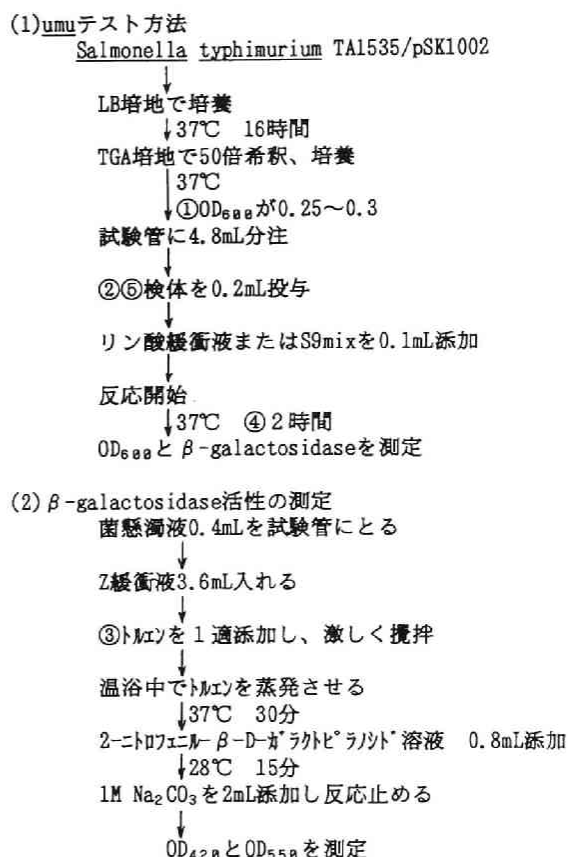 (1)umuテスト方法
Salmonella typhimurium TA1535/pSK1002
LB培地で培養
37℃ 16時間
TGA培地で50倍希釈、培養
37℃
①OD₆₀₀が0.25～0.3
試験管に4.8mL分注
②⑤検体を0.2mL投与
リン酸緩衝液またはS9mixを0.1mL添加
反応開始
37℃ ④2時間
OD₆₀₀とβ-galactosidaseを測定
(2)β-galactosidase活性の測定
菌懸濁液0.4mLを試験管にとる
Z緩衝液3.6mL入れる
③ﾄﾙｴﾝを1適添加し、激しく攪拌
温浴中でﾄﾙｴﾝを蒸発させる
37℃ 30分
2-ﾆﾄﾛﾌｪﾆﾙ-β-D-ｶﾞﾗｸﾄﾋﾟﾗﾉｼﾄﾞ溶液 0.8mL添加
28℃ 15分
1M Na₂CO₃を2mL添加し反応止める
OD₄₂₀とOD₅₅₀を測定